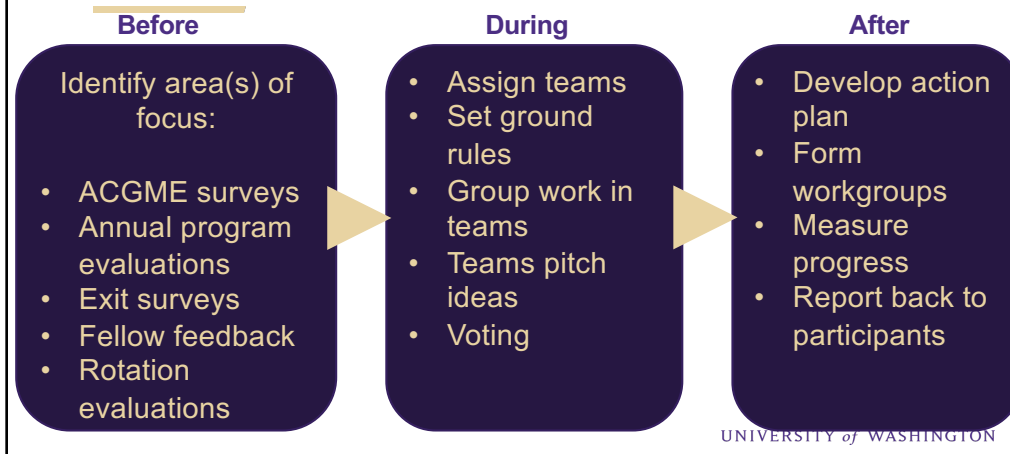 Before
Identify area(s) of
focus:
• ACGME surveys
• Annual program
evaluations
• Exit surveys
• Fellow feedback
• Rotation
evaluations
During
• Assign teams
• Set ground
rules
• Group work in
teams
• Teams pitch
ideas
• Voting
After
• Develop action
plan
• Form
workgroups
• Measure
progress
• Report back to
participants
UNIVERSITY of WASHINGTON